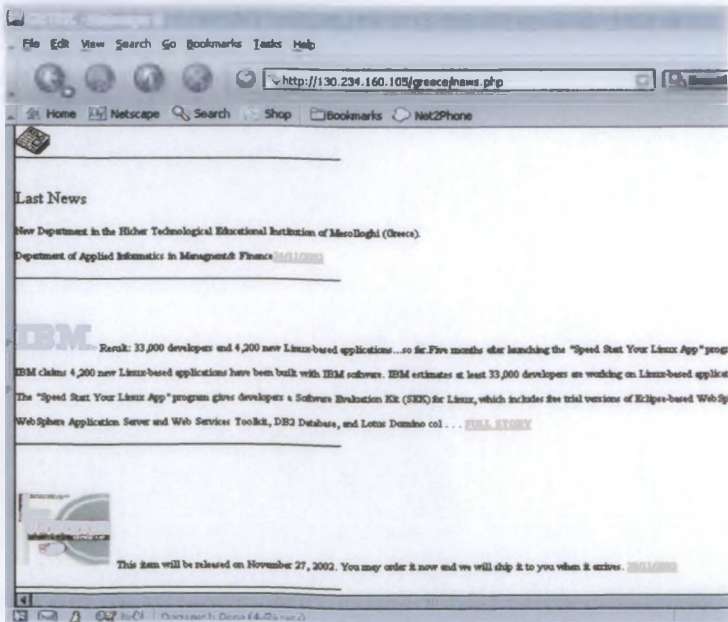 File Edit View Search Go Bookmarks Tasks Help
http://130.234.160.105/greece/news.php
Home Netscape Search Shop Bookmarks Net2Phone
Last News
New Department in the Hicher Technological Educational Institution of Mesolloghi (Greece).
Department of Applied Informatics in Managment& Finance
IBM. Result: 33,000 developers and 4,200 new Linux-based applications...so far.Five months after launching the "Speed Start Your Linux App" progr
IBM claims 4,200 new Linux-based applications have been built with IBM software. IBM estimates at least 33,000 developers are working on Linux-based applicat
The "Speed Start Your Linux App" program gives developers a Software Evaluation Kit (SEK) for Linux, which includes free trial versions of Eclipse-based WebSp
WebSphere Application Server and Web Services Toolkit, DB2 Database, and Lotus Domino col . . . FULL STORY
This item will be released on November 27, 2002. You may order it now and we will ship it to you when it arrives.